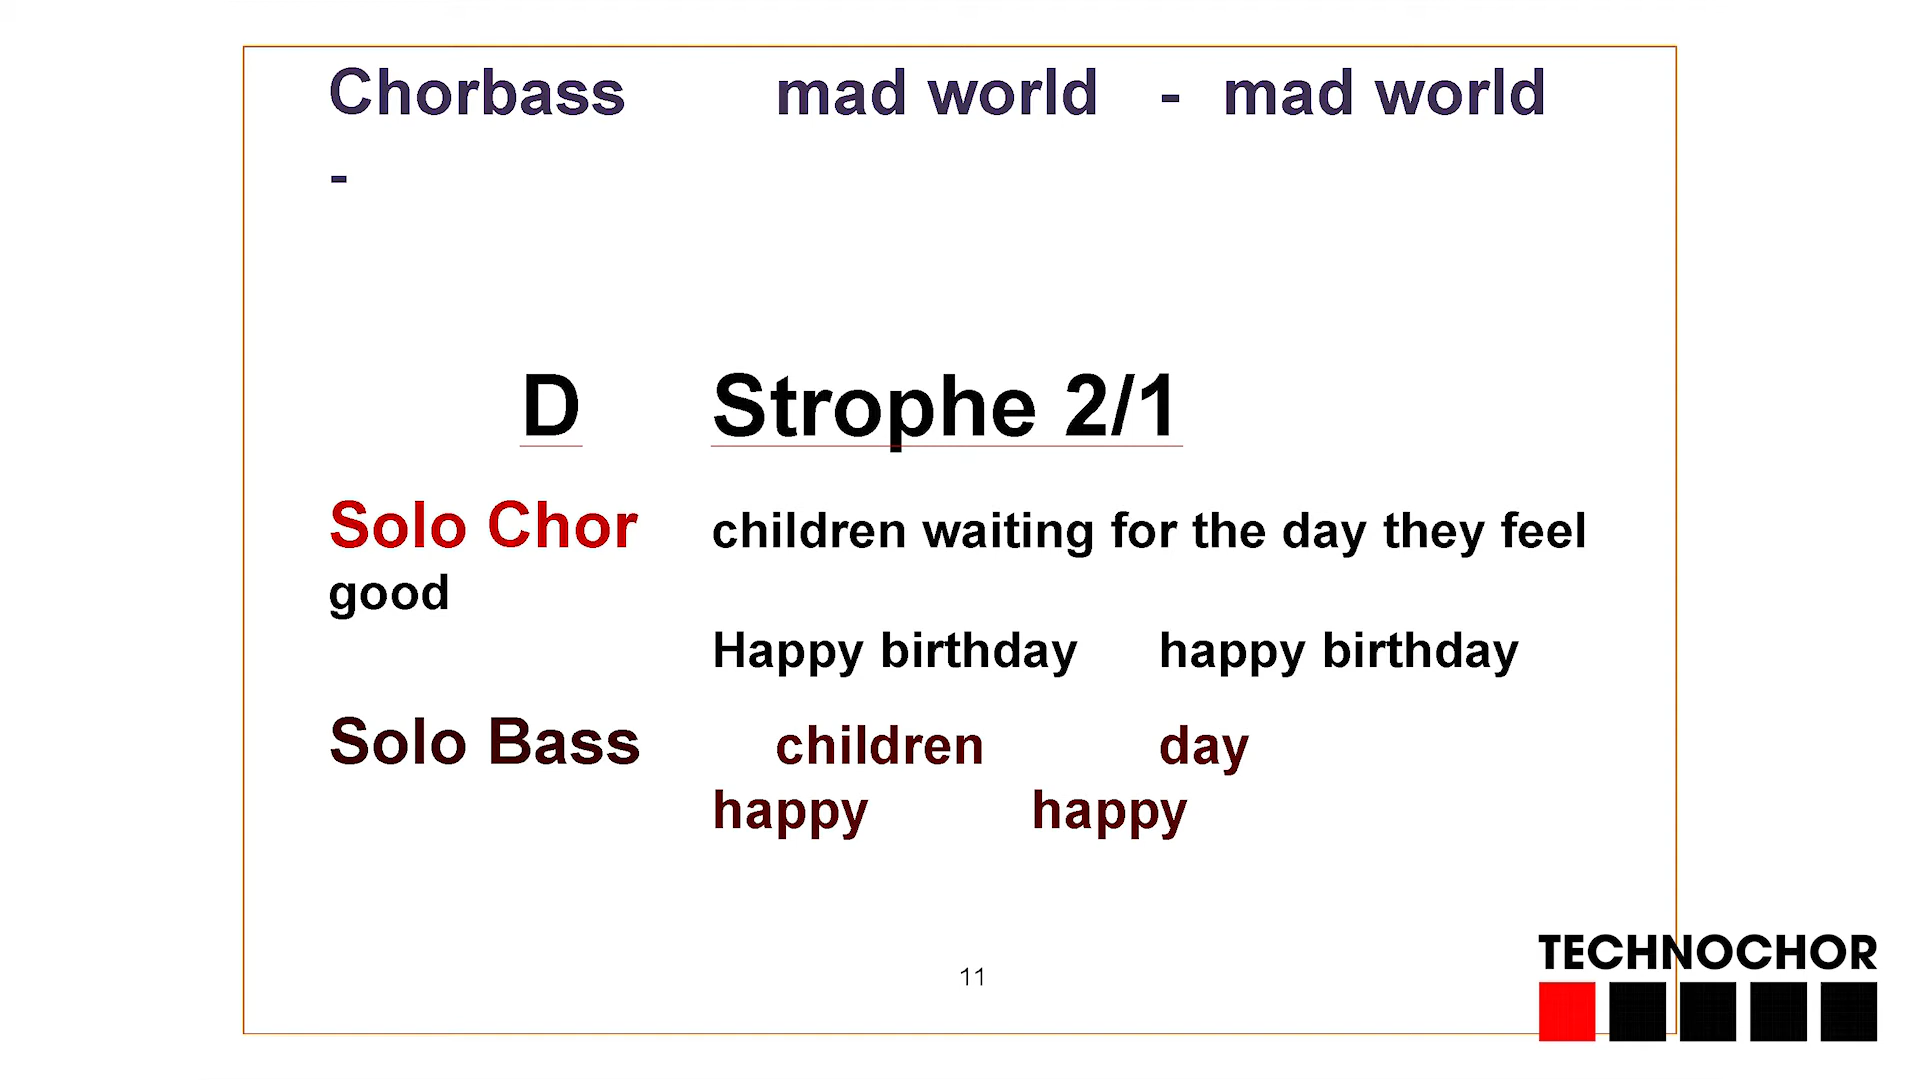 Chorbass mad world - mad world
-
D Strophe 2/1
Solo Chor children waiting for the day they feel
good
Happy birthday happy birthday
Solo Bass children day
happy happy
11
TECHNOCHOR